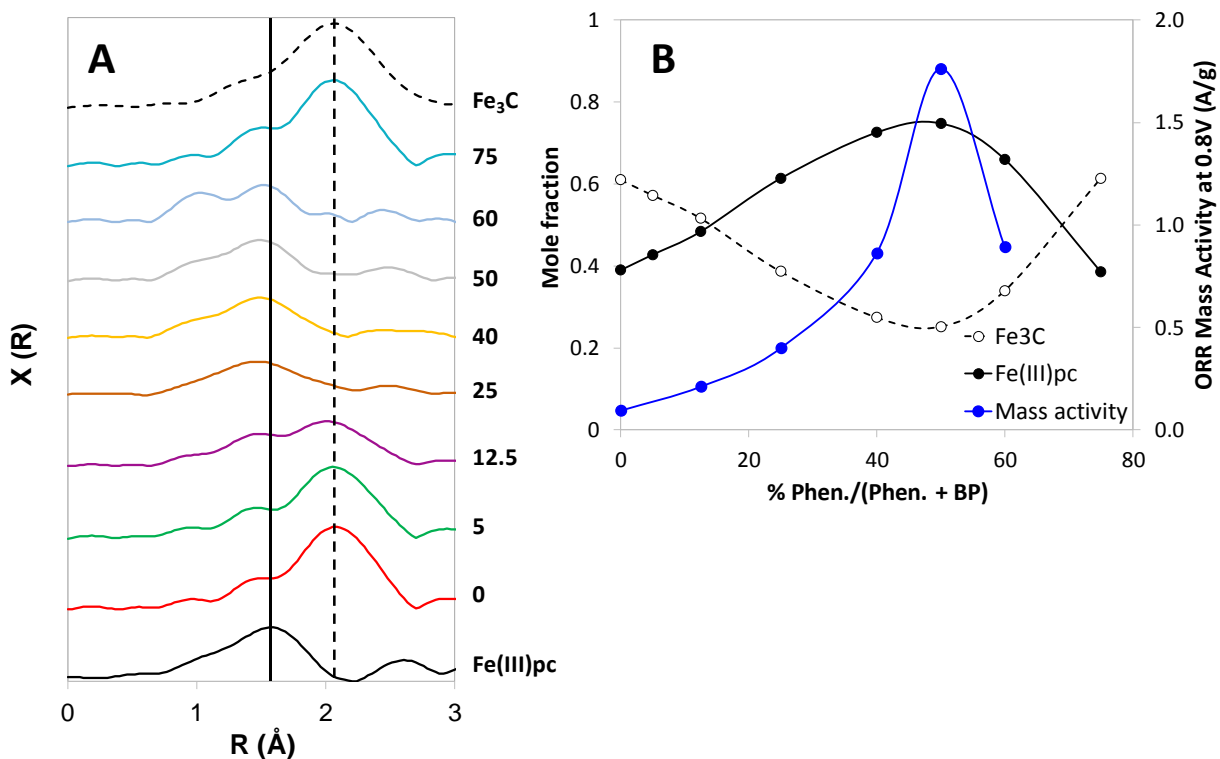 A
Fe₃C
75
60
50
40
25
12.5
5
0
Fe(III)pc
X (R)
0 1 2 3
R (Å)
B
1
0.8
0.6
0.4
0.2
0
Mole fraction
2.0
1.5
1.0
0.5
0.0
ORR Mass Activity at 0.8V (A/g)
Fe3C
Fe(III)pc
Mass activity
0 20 40 60 80
% Phen./(Phen. + BP)